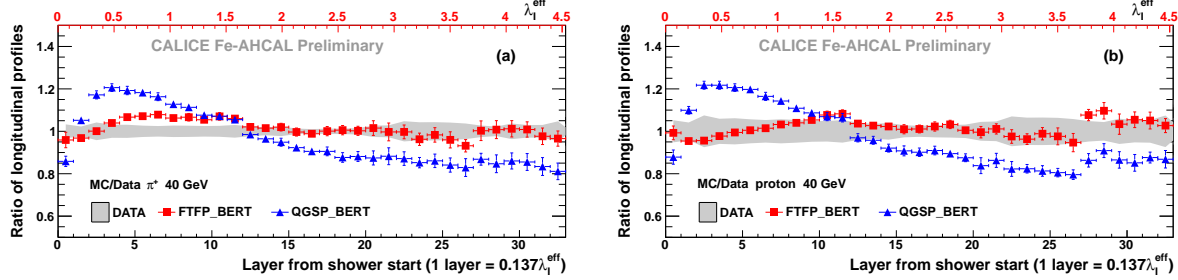 0 0.5 1 1.5 2 2.5 3 3.5 4 4.5
λ_I^eff
CALICE Fe-AHCAL Preliminary
(a)
Ratio of longitudinal profiles
1.4
1.2
1
0.8
0.6
MC/Data π⁺ 40 GeV
DATA FTFP_BERT QGSP_BERT
0 5 10 15 20 25 30
Layer from shower start (1 layer = 0.137λ_I^eff)
0 0.5 1 1.5 2 2.5 3 3.5 4 4.5
λ_I^eff
CALICE Fe-AHCAL Preliminary
(b)
Ratio of longitudinal profiles
1.4
1.2
1
0.8
0.6
MC/Data proton 40 GeV
DATA FTFP_BERT QGSP_BERT
0 5 10 15 20 25 30
Layer from shower start (1 layer = 0.137λ_I^eff)